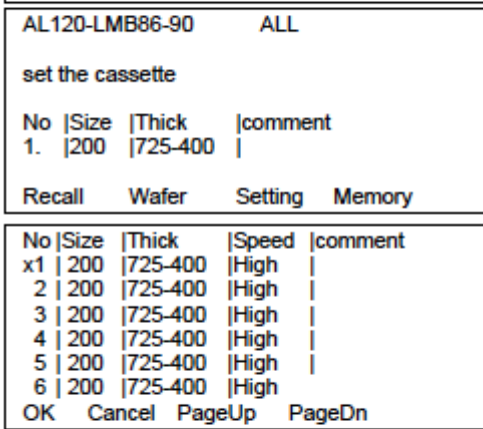 AL120-LMB86-90 ALL
set the cassette
No |Size |Thick |comment
1. |200 |725-400 |
Recall Wafer Setting Memory
No |Size |Thick |Speed |comment
x1 | 200 |725-400 |High |
2 | 200 |725-400 |High |
3 | 200 |725-400 |High |
4 | 200 |725-400 |High |
5 | 200 |725-400 |High |
6 | 200 |725-400 |High
OK Cancel PageUp PageDn